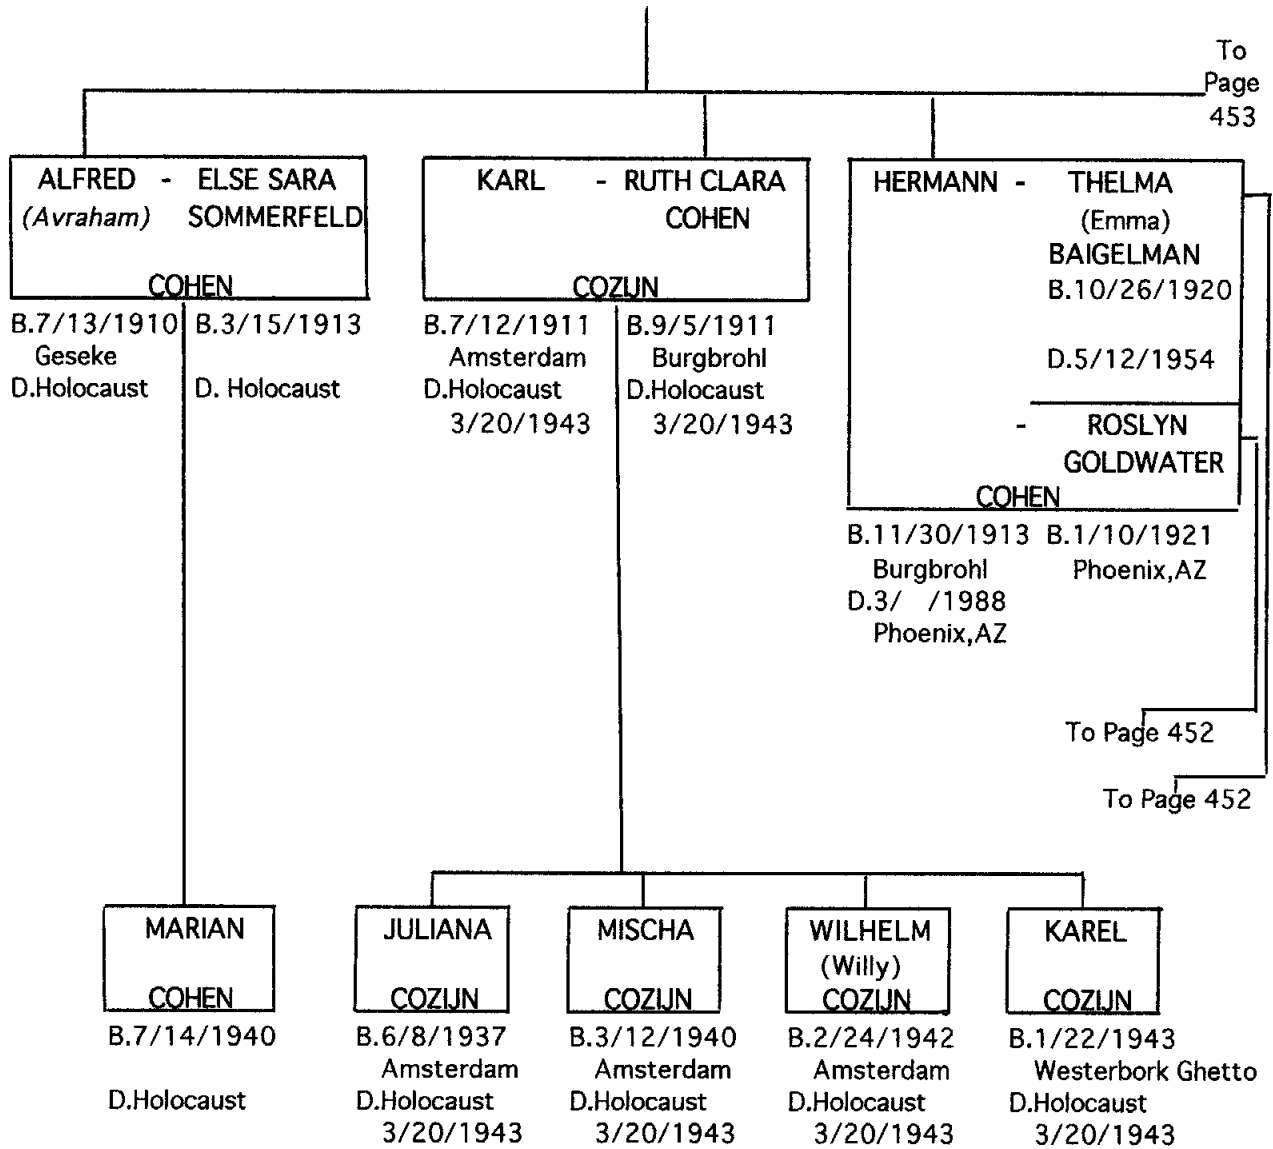 To
Page
453
ALFRED - ELSE SARA
(Avraham) SOMMERFELD
COHEN
B.7/13/1910 B.3/15/1913
Geseke
D.Holocaust D. Holocaust
KARL - RUTH CLARA
COHEN
COZIJN
B.7/12/1911 B.9/5/1911
Amsterdam Burgbrohl
D.Holocaust D.Holocaust
3/20/1943 3/20/1943
HERMANN - THELMA
(Emma)
BAIGELMAN
B.10/26/1920
D.5/12/1954
- ROSLYN
GOLDWATER
COHEN
B.11/30/1913 B.1/10/1921
Burgbrohl Phoenix,AZ
D.3/ /1988
Phoenix,AZ
To Page 452
To Page 452
MARIAN
COHEN
B.7/14/1940
D.Holocaust
JULIANA
COZIJN
B.6/8/1937
Amsterdam
D.Holocaust
3/20/1943
MISCHA
COZIJN
B.3/12/1940
Amsterdam
D.Holocaust
3/20/1943
WILHELM
(Willy)
COZIJN
B.2/24/1942
Amsterdam
D.Holocaust
3/20/1943
KAREL
COZIJN
B.1/22/1943
Westerbork Ghetto
D.Holocaust
3/20/1943